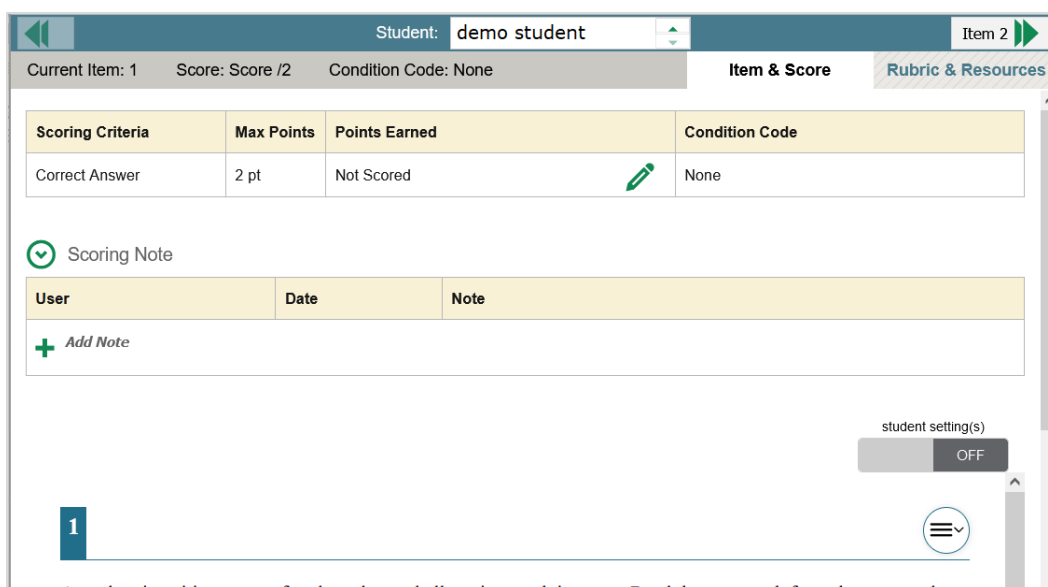 Student: demo student Item 2
Current Item: 1 Score: Score /2 Condition Code: None Item & Score Rubric & Resources
Scoring Criteria Max Points Points Earned Condition Code
Correct Answer 2 pt Not Scored None
Scoring Note
User Date Note
Add Note
student setting(s)
OFF
1